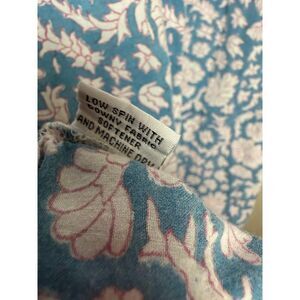 LOW SPIN WITH
DOWNY FABRIC
SOFTENER
AND MACHINE DRY